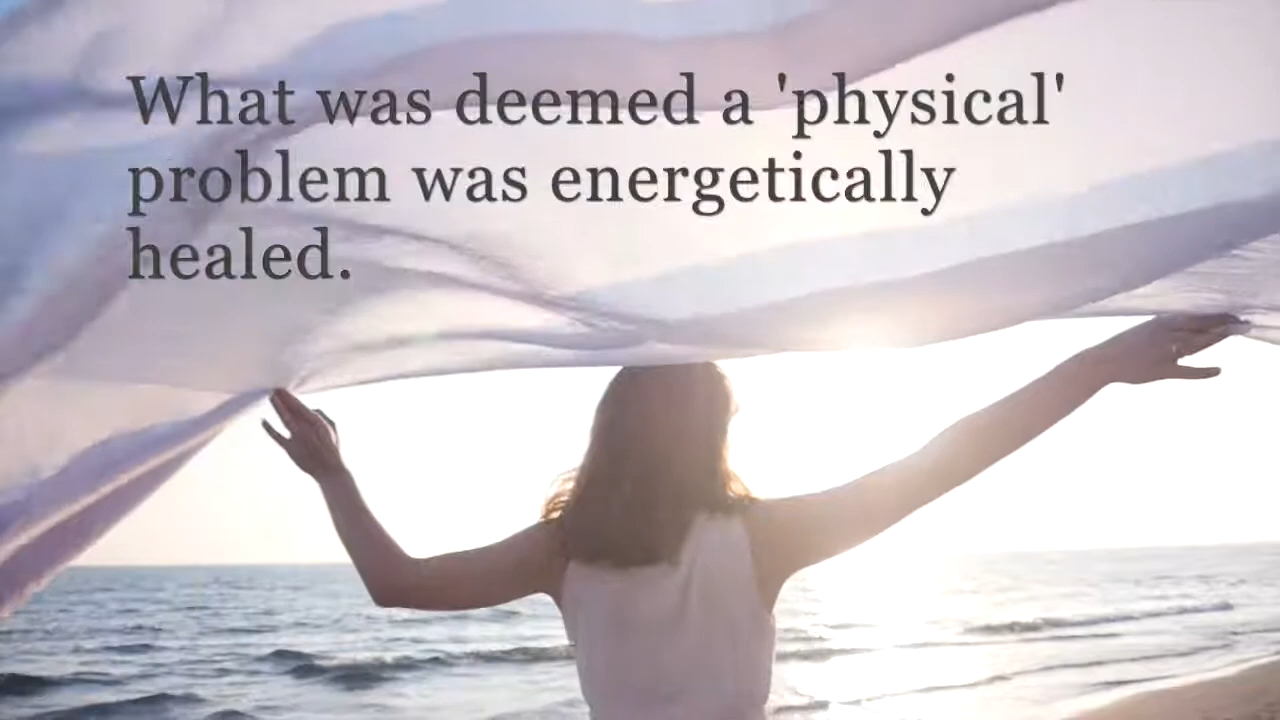 What was deemed a 'physical'
problem was energetically
healed.